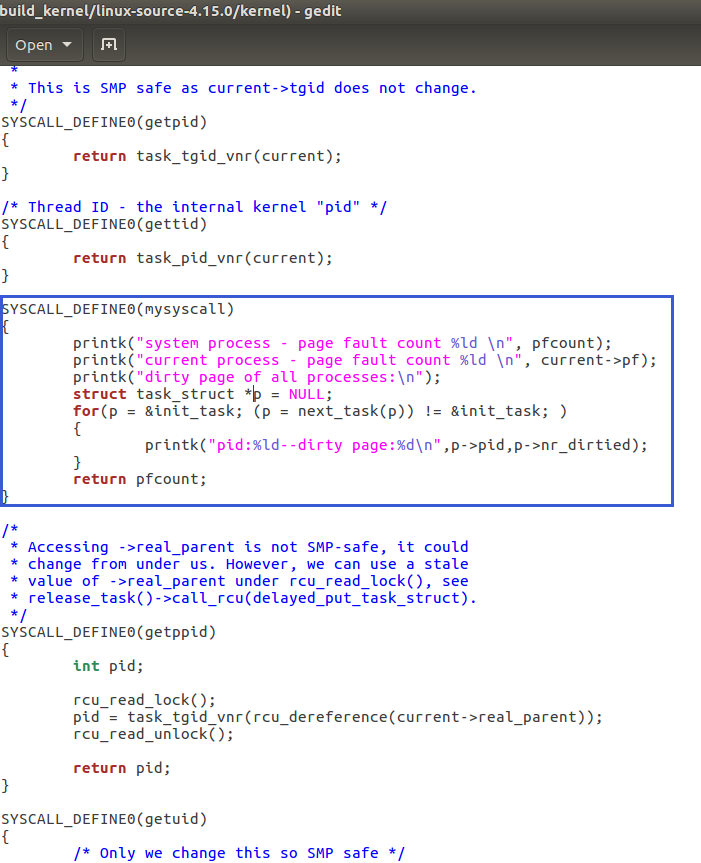 build_kernel/linux-source-4.15.0/kernel) - gedit
Open
*
* This is SMP safe as current->tgid does not change.
*/
SYSCALL_DEFINE0(getpid)
{
        return task_tgid_vnr(current);
}

/* Thread ID - the internal kernel "pid" */
SYSCALL_DEFINE0(gettid)
{
        return task_pid_vnr(current);
}

SYSCALL_DEFINE0(mysyscall)
{
        printk("system process - page fault count %ld \n", pfcount);
        printk("current process - page fault count %ld \n", current->pf);
        printk("dirty page of all processes:\n");
        struct task_struct *p = NULL;
        for(p = &init_task; (p = next_task(p)) != &init_task; )
        {
                printk("pid:%ld--dirty page:%d\n",p->pid,p->nr_dirtied);
        }
        return pfcount;
}

/*
 * Accessing ->real_parent is not SMP-safe, it could
 * change from under us. However, we can use a stale
 * value of ->real_parent under rcu_read_lock(), see
 * release_task()->call_rcu(delayed_put_task_struct).
 */
SYSCALL_DEFINE0(getppid)
{
        int pid;

        rcu_read_lock();
        pid = task_tgid_vnr(rcu_dereference(current->real_parent));
        rcu_read_unlock();

        return pid;
}

SYSCALL_DEFINE0(getuid)
{
        /* Only we change this so SMP safe */